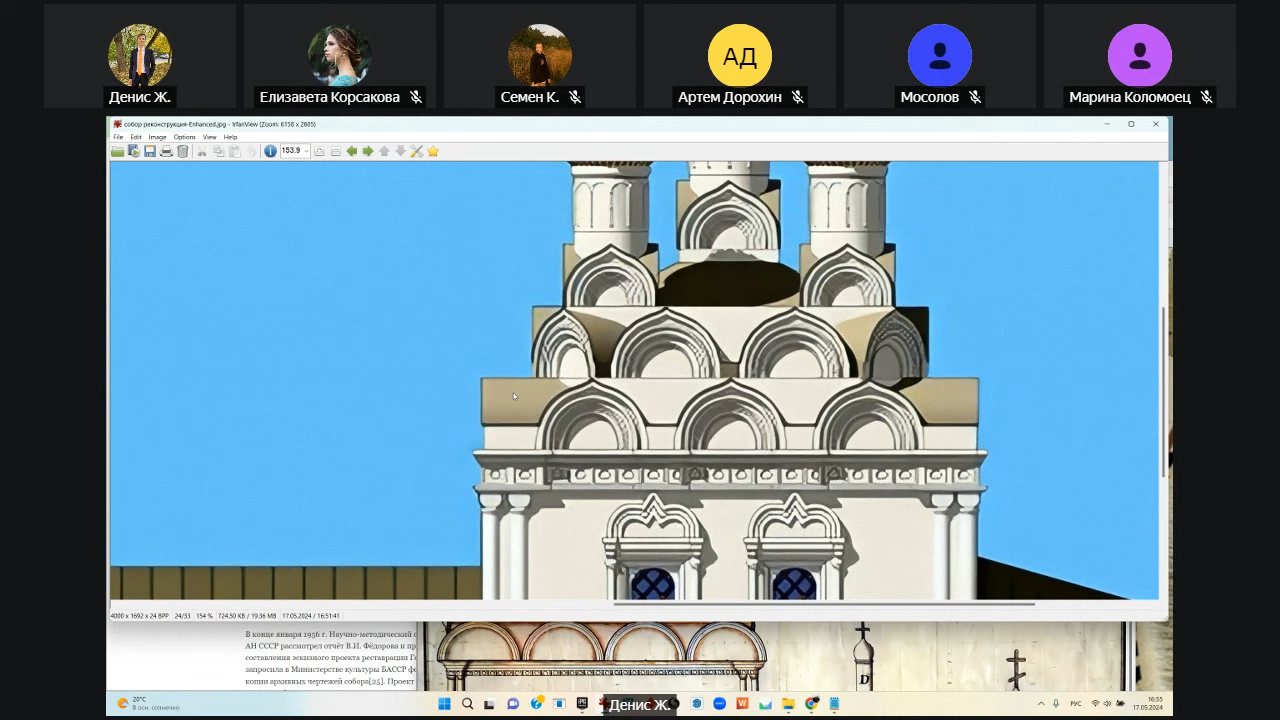 АД
Денис Ж.
Елизавета Корсакова
Семен К.
Артем Дорохин
Мосолов
Марина Коломоец
собор реконструкция-Enhanced.jpg - IrfanView (Zoom: 6156 x 2605)
File Edit Image Options View Help
153.9
4000 x 1692 x 24 BPP 24/33 154 % 724.50 KB / 19.36 MB 17.05.2024 / 16:51:41
В конце января 1956 г. Научно-методический
АН СССР рассмотрел отчёт В.И. Фёдорова и
составления эскизного проекта реставрации
запросила в Министерстве культуры БАССР
копии архивных чертежей собора[25]. Проект
D
20°C
В осн. солнечно
Денис Ж.
РУС
16:55
17.05.2024